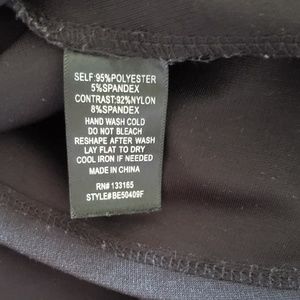 SELF:95%POLYESTER
5%SPANDEX
CONTRAST:92%NYLON
8%SPANDEX
HAND WASH COLD
DO NOT BLEACH
RESHAPE AFTER WASH
LAY FLAT TO DRY
COOL IRON IF NEEDED
MADE IN CHINA
RN# 133165
STYLE#BE50409F